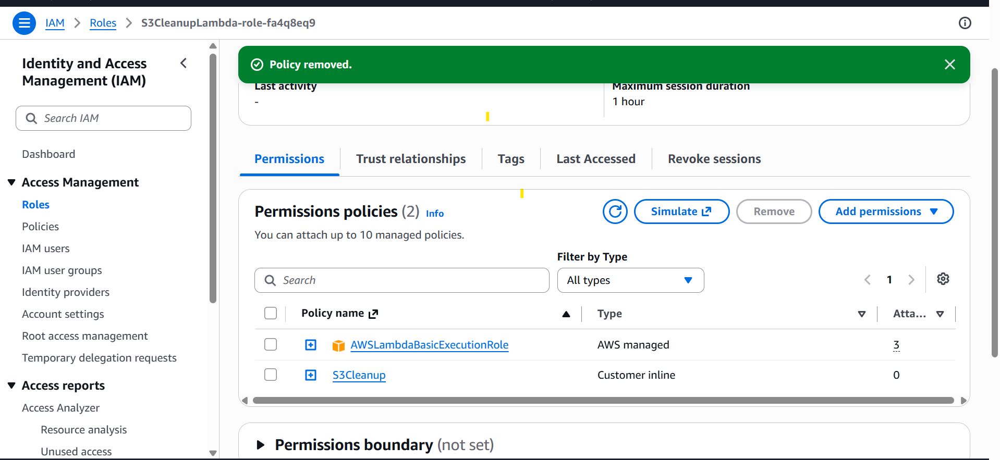 IAM
Roles
S3CleanupLambda-role-fa4q8eq9
Identity and Access
Management (IAM)
Search IAM
Dashboard
Access Management
Roles
Policies
IAM users
IAM user groups
Identity providers
Account settings
Root access management
Temporary delegation requests
Access reports
Access Analyzer
Resource analysis
Unused access
Policy removed.
Last activity
-
Maximum session duration
1 hour
Permissions
Trust relationships
Tags
Last Accessed
Revoke sessions
Permissions policies (2) Info
You can attach up to 10 managed policies.
Simulate
Remove
Add permissions
Filter by Type
Search
All types
1
Policy name
Type
Atta...
AWSLambdaBasicExecutionRole
AWS managed
3
S3Cleanup
Customer inline
0
Permissions boundary (not set)